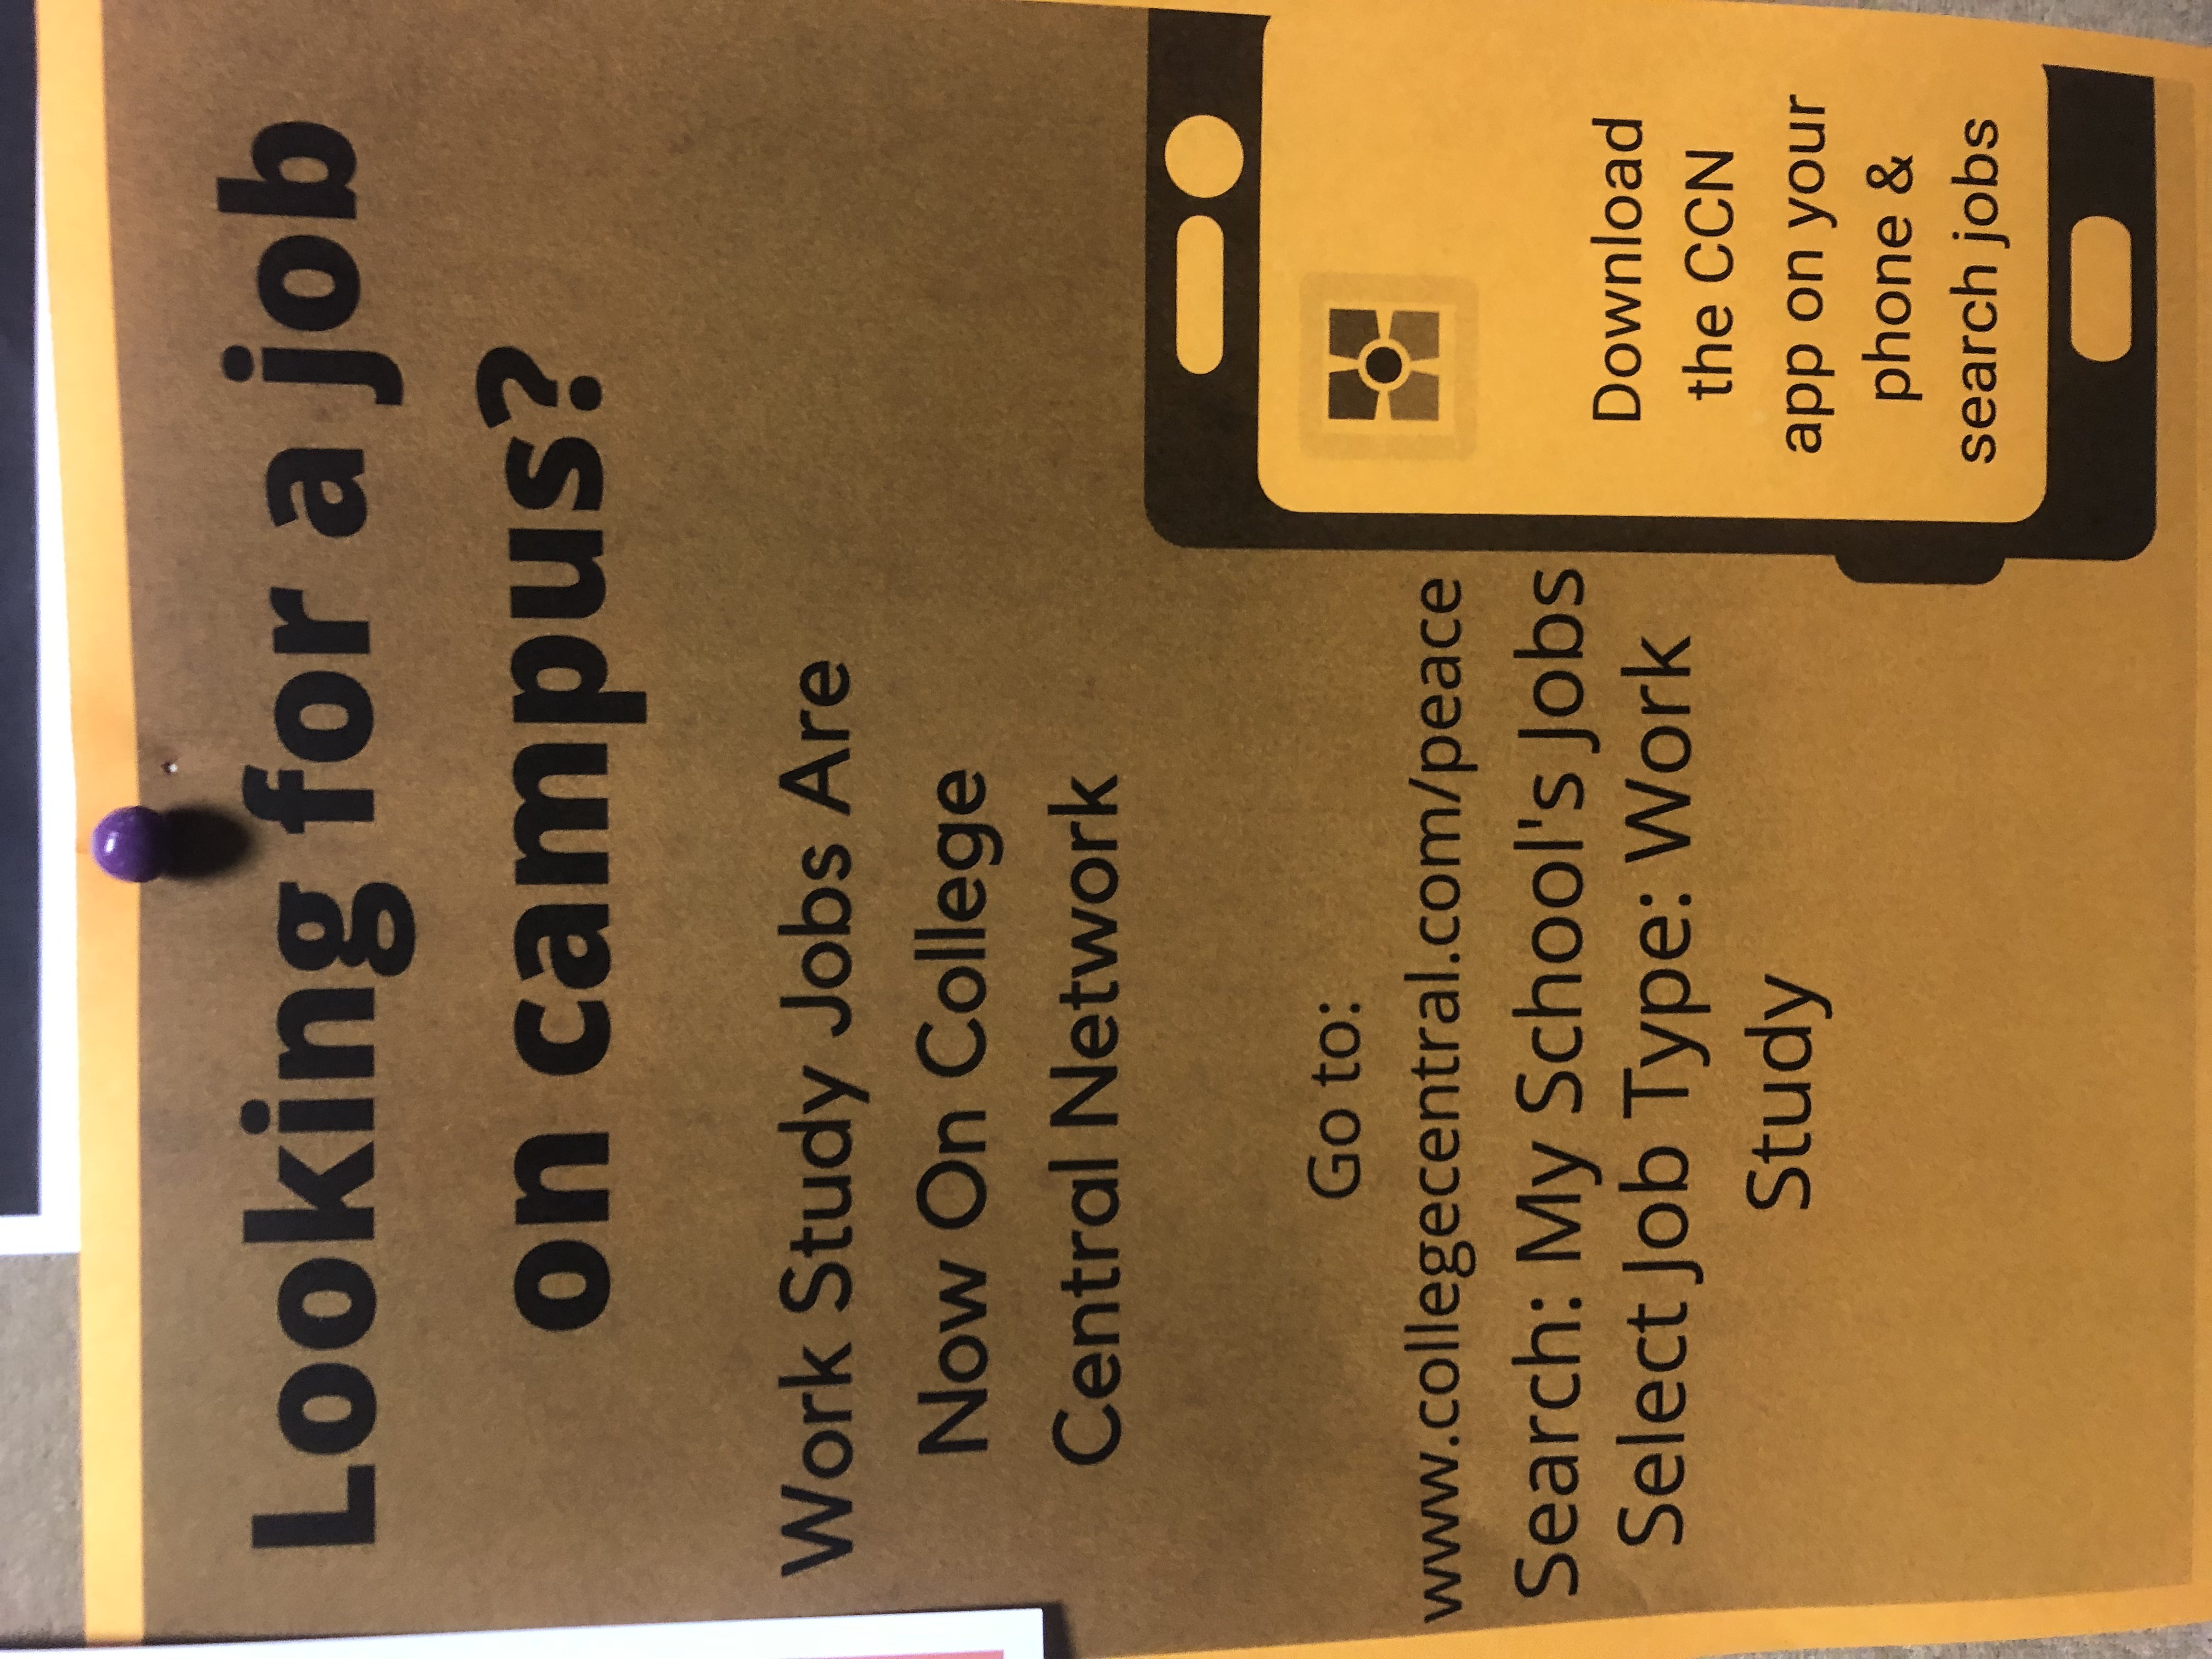 Looking for a job
on campus?
Work Study Jobs Are
Now On College
Central Network
Go to:
www.collegecentral.com/peace
Search: My School's Jobs
Select Job Type: Work
Study
Download
the CCN
app on your
phone &
search jobs